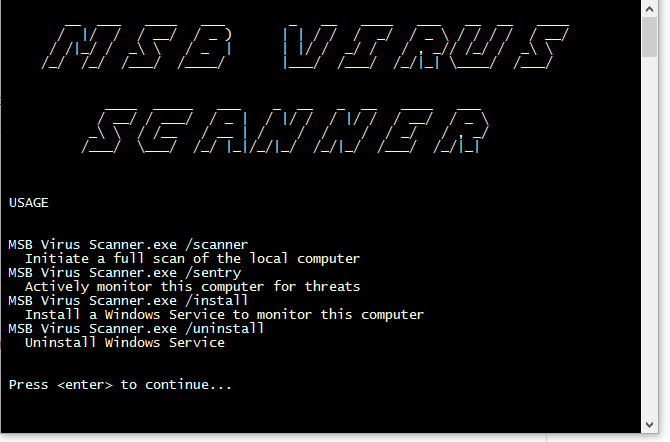 MSB VIRUS
SCANNER
USAGE
MSB Virus Scanner.exe /scanner
Initiate a full scan of the local computer
MSB Virus Scanner.exe /sentry
Actively monitor this computer for threats
MSB Virus Scanner.exe /install
Install a Windows Service to monitor this computer
MSB Virus Scanner.exe /uninstall
Uninstall Windows Service
Press <enter> to continue...